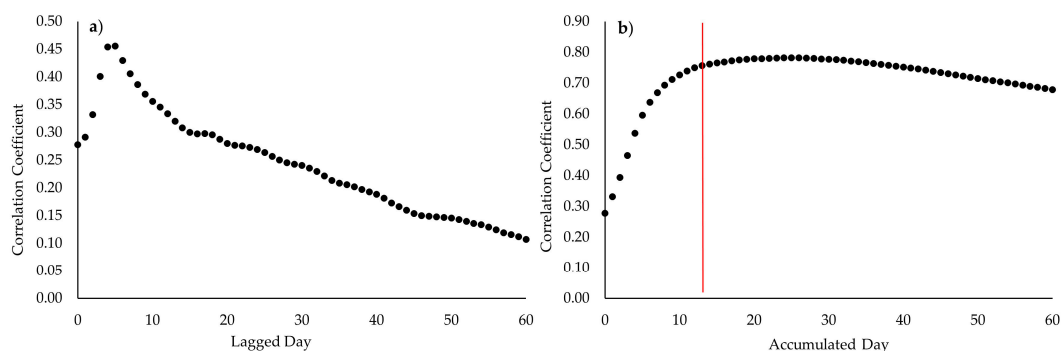 a)
0.50
0.45
0.40
0.35
0.30
0.25
0.20
0.15
0.10
0.05
0.00
Correlation Coefficient
0 10 20 30 40 50 60
Lagged Day
b)
0.90
0.80
0.70
0.60
0.50
0.40
0.30
0.20
0.10
0.00
Correlation Coefficient
0 10 20 30 40 50 60
Accumulated Day